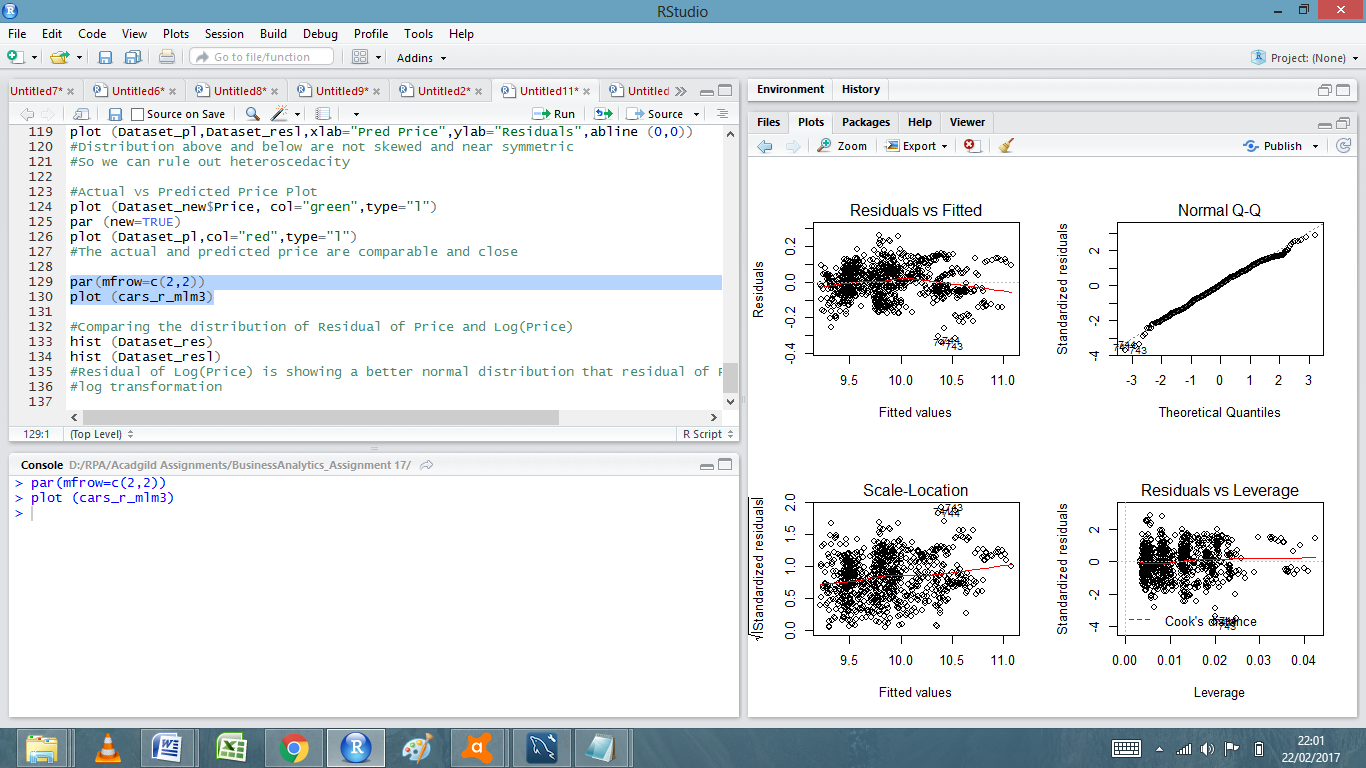 RStudio
File Edit Code View Plots Session Build Debug Profile Tools Help
Go to file/function Addins Project: (None)
Untitled7* Untitled6* Untitled8* Untitled9* Untitled2* Untitled11* Untitled
Source on Save Run Source
119 plot (Dataset_pl,Dataset_resl,xlab="Pred Price",ylab="Residuals",abline (0,0))
120 #Distribution above and below are not skewed and near symmetric
121 #So we can rule out heteroscedacity
122
123 #Actual vs Predicted Price Plot
124 plot (Dataset_new$Price, col="green",type="l")
125 par (new=TRUE)
126 plot (Dataset_pl,col="red",type="l")
127 #The actual and predicted price are comparable and close
128
129 par(mfrow=c(2,2))
130 plot (cars_r_mlm3)
131
132 #Comparing the distribution of Residual of Price and Log(Price)
133 hist (Dataset_res)
134 hist (Dataset_resl)
135 #Residual of Log(Price) is showing a better normal distribution that residual of
136 #log transformation
137
129:1 (Top Level) R Script
Console D:/RPA/Acadgild Assignments/BusinessAnalytics_Assignment 17/
> par(mfrow=c(2,2))
> plot (cars_r_mlm3)
>
Environment History
Files Plots Packages Help Viewer
Zoom Export Publish
Residuals vs Fitted
Residuals
0.2
0.0
-0.2
-0.4
743
9.5 10.0 10.5 11.0
Fitted values
Normal Q-Q
Standardized residuals
2
0
-2
-4
743
-3 -2 -1 0 1 2 3
Theoretical Quantiles
Scale-Location
√|Standardized residuals|
2.0
1.5
1.0
0.5
0.0
743
744
9.5 10.0 10.5 11.0
Fitted values
Residuals vs Leverage
Standardized residuals
2
0
-2
-4
Cook's distance
743
0.00 0.01 0.02 0.03 0.04
Leverage
22:01
22/02/2017